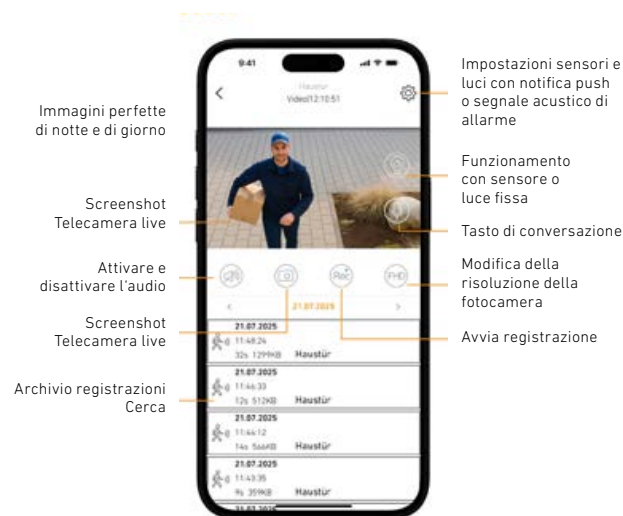 Immagini perfette
di notte e di giorno
Screenshot
Telecamera live
Attivare e
disattivare l'audio
Screenshot
Telecamera live
Archivio registrazioni
Cerca
9:41
Haustür
Video|12:10:51
Rec
FHD
< 21.07.2025 >
21.07.2025
11:48:24
32s 1299KB Haustür
21.07.2025
11:46:33
12s 512KB Haustür
21.07.2025
11:44:12
14s 566KB Haustür
21.07.2025
11:43:35
9s 359KB Haustür
21.07.2025
Impostazioni sensori e
luci con notifica push
o segnale acustico di
allarme
Funzionamento
con sensore o
luce fissa
Tasto di conversazione
Modifica della
risoluzione della
fotocamera
Avvia registrazione